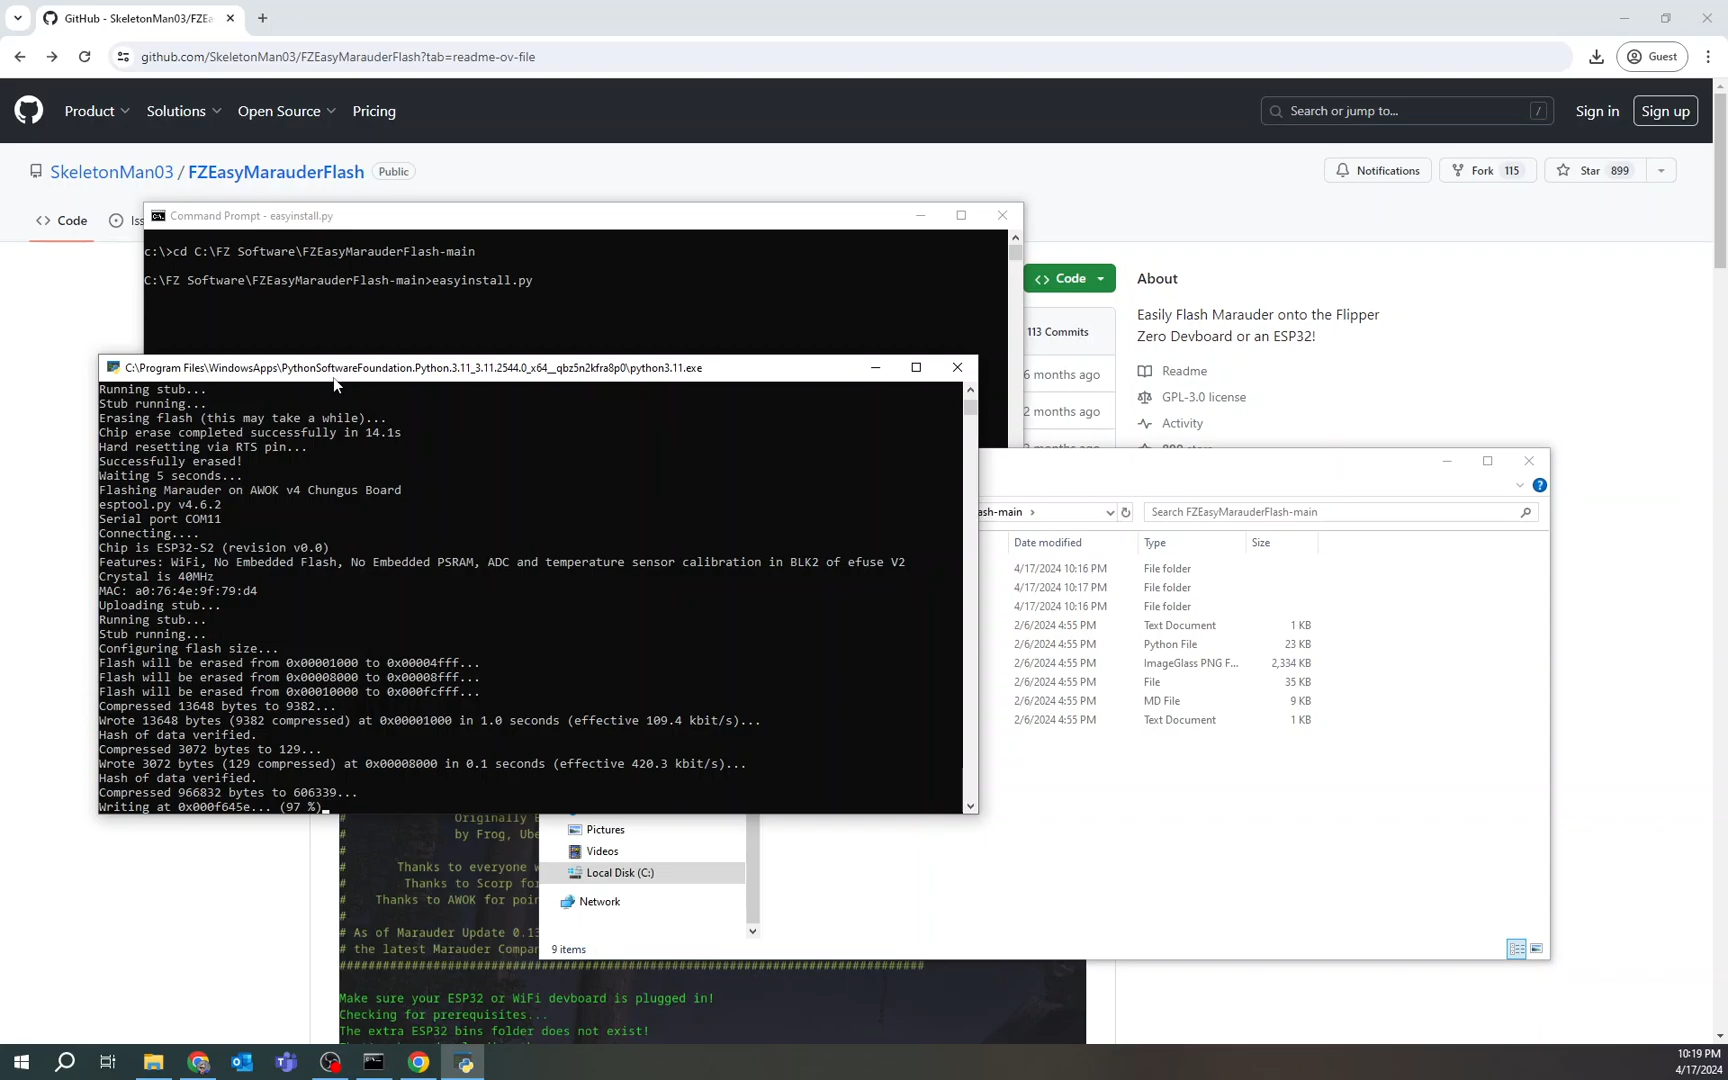 GitHub - SkeletonMan03/FZEa
github.com/SkeletonMan03/FZEasyMarauderFlash?tab=readme-ov-file
Guest
Product
Solutions
Open Source
Pricing
Search or jump to...
/
Sign in
Sign up
SkeletonMan03 / FZEasyMarauderFlash
Public
Notifications
Fork 115
Star 899
Code
Iss
Command Prompt - easyinstall.py
c:\>cd C:\FZ Software\FZEasyMarauderFlash-main
C:\FZ Software\FZEasyMarauderFlash-main>easyinstall.py
Code
113 Commits
6 months ago
2 months ago
About
Easily Flash Marauder onto the Flipper
Zero Devboard or an ESP32!
Readme
GPL-3.0 license
Activity
C:\Program Files\WindowsApps\PythonSoftwareFoundation.Python.3.11_3.11.2544.0_x64__qbz5n2kfra8p0\python3.11.exe
Running stub...
Stub running...
Erasing flash (this may take a while)...
Chip erase completed successfully in 14.1s
Hard resetting via RTS pin...
Successfully erased!
Waiting 5 seconds...
Flashing Marauder on AWOK v4 Chungus Board
esptool.py v4.6.2
Serial port COM11
Connecting....
Chip is ESP32-S2 (revision v0.0)
Features: WiFi, No Embedded Flash, No Embedded PSRAM, ADC and temperature sensor calibration in BLK2 of efuse V2
Crystal is 40MHz
MAC: a0:76:4e:9f:79:d4
Uploading stub...
Running stub...
Stub running...
Configuring flash size...
Flash will be erased from 0x00001000 to 0x00004fff...
Flash will be erased from 0x00008000 to 0x00008fff...
Flash will be erased from 0x00010000 to 0x000fcfff...
Compressed 13648 bytes to 9382...
Wrote 13648 bytes (9382 compressed) at 0x00001000 in 1.0 seconds (effective 109.4 kbit/s)...
Hash of data verified.
Compressed 3072 bytes to 129...
Wrote 3072 bytes (129 compressed) at 0x00008000 in 0.1 seconds (effective 420.3 kbit/s)...
Hash of data verified.
Compressed 966832 bytes to 606339...
Writing at 0x000f645e... (97 %)
ash-main
Search FZEasyMarauderFlash-main
Date modified
Type
Size
4/17/2024 10:16 PM File folder
4/17/2024 10:17 PM File folder
4/17/2024 10:16 PM File folder
2/6/2024 4:55 PM Text Document 1 KB
2/6/2024 4:55 PM Python File 23 KB
2/6/2024 4:55 PM ImageGlass PNG F... 2,334 KB
2/6/2024 4:55 PM File 35 KB
2/6/2024 4:55 PM MD File 9 KB
2/6/2024 4:55 PM Text Document 1 KB
Pictures
Videos
Local Disk (C:)
Network
9 items
# Originally E
# by Frog, Ube
#
# Thanks to everyone w
# Thanks to Scorp for
# Thanks to AWOK for poin
#
# As of Marauder Update 0.13
# the latest Marauder Compan
Make sure your ESP32 or WiFi devboard is plugged in!
Checking for prerequisites...
The extra ESP32 bins folder does not exist!
10:19 PM
4/17/2024